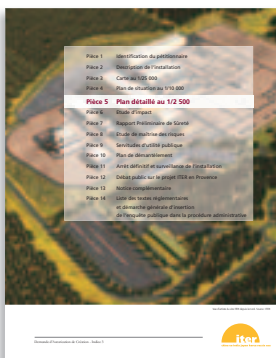 Pièce 1 Identification du pétitionnaire
Pièce 2 Description de l'installation
Pièce 3 Carte au 1/25 000
Pièce 4 Plan de situation au 1/10 000
Pièce 5 Plan détaillé au 1/2 500
Pièce 6 Etude d'impact
Pièce 7 Rapport Préliminaire de Sûreté
Pièce 8 Etude de maîtrise des risques
Pièce 9 Servitudes d'utilité publique
Pièce 10 Plan de démantèlement
Pièce 11 Arrêt définitif et surveillance de l'installation
Pièce 12 Débat public sur le projet ITER en Provence
Pièce 13 Notice complémentaire
Pièce 14 Liste des textes réglementaires
et démarche générale d'insertion
de l'enquête publique dans la procédure administrative
iter